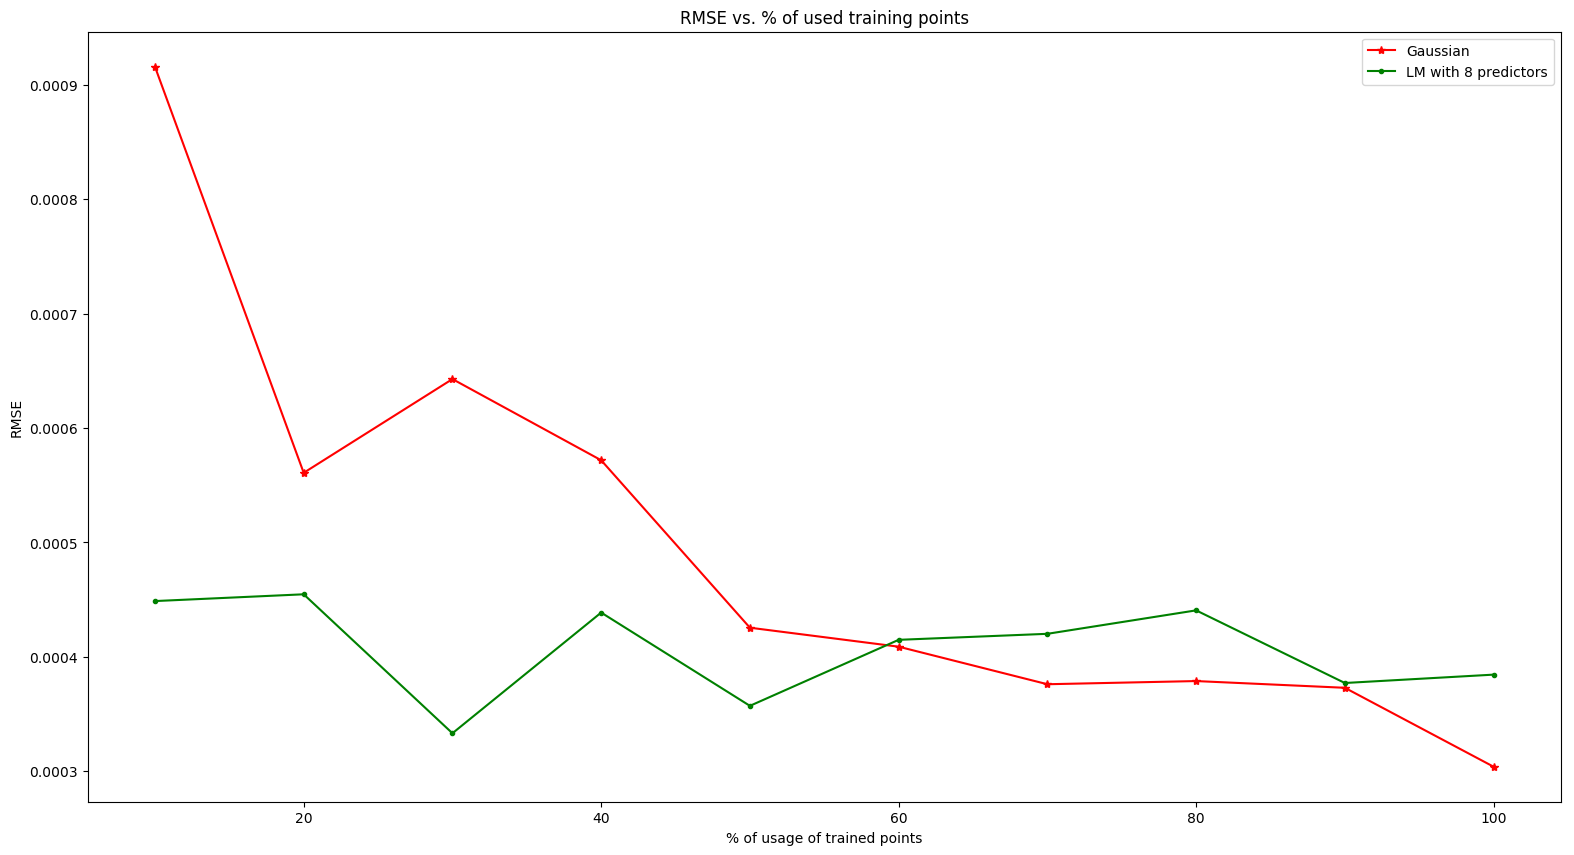 RMSE vs. % of used training points
Gaussian
LM with 8 predictors
RMSE
0.0009
0.0008
0.0007
0.0006
0.0005
0.0004
0.0003
20 40 60 80 100
% of usage of trained points